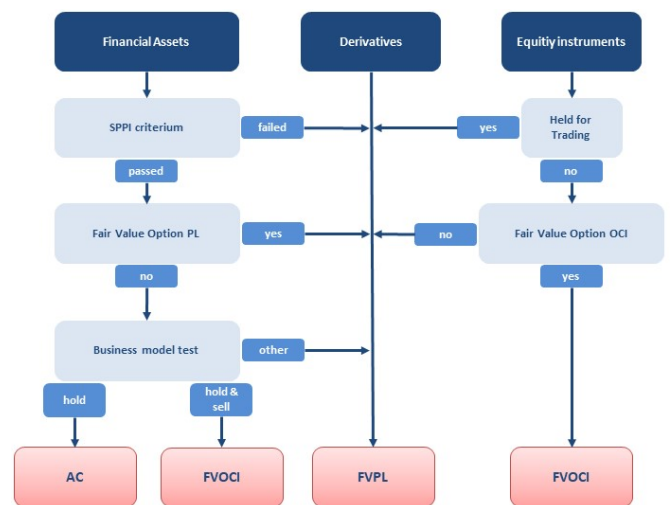 Financial Assets
Derivatives
Equitiy instruments
SPPI criterium
failed
yes
Held for
Trading
passed
no
Fair Value Option PL
yes
no
Fair Value Option OCI
no
yes
Business model test
other
hold
hold &
sell
AC
FVOCI
FVPL
FVOCI